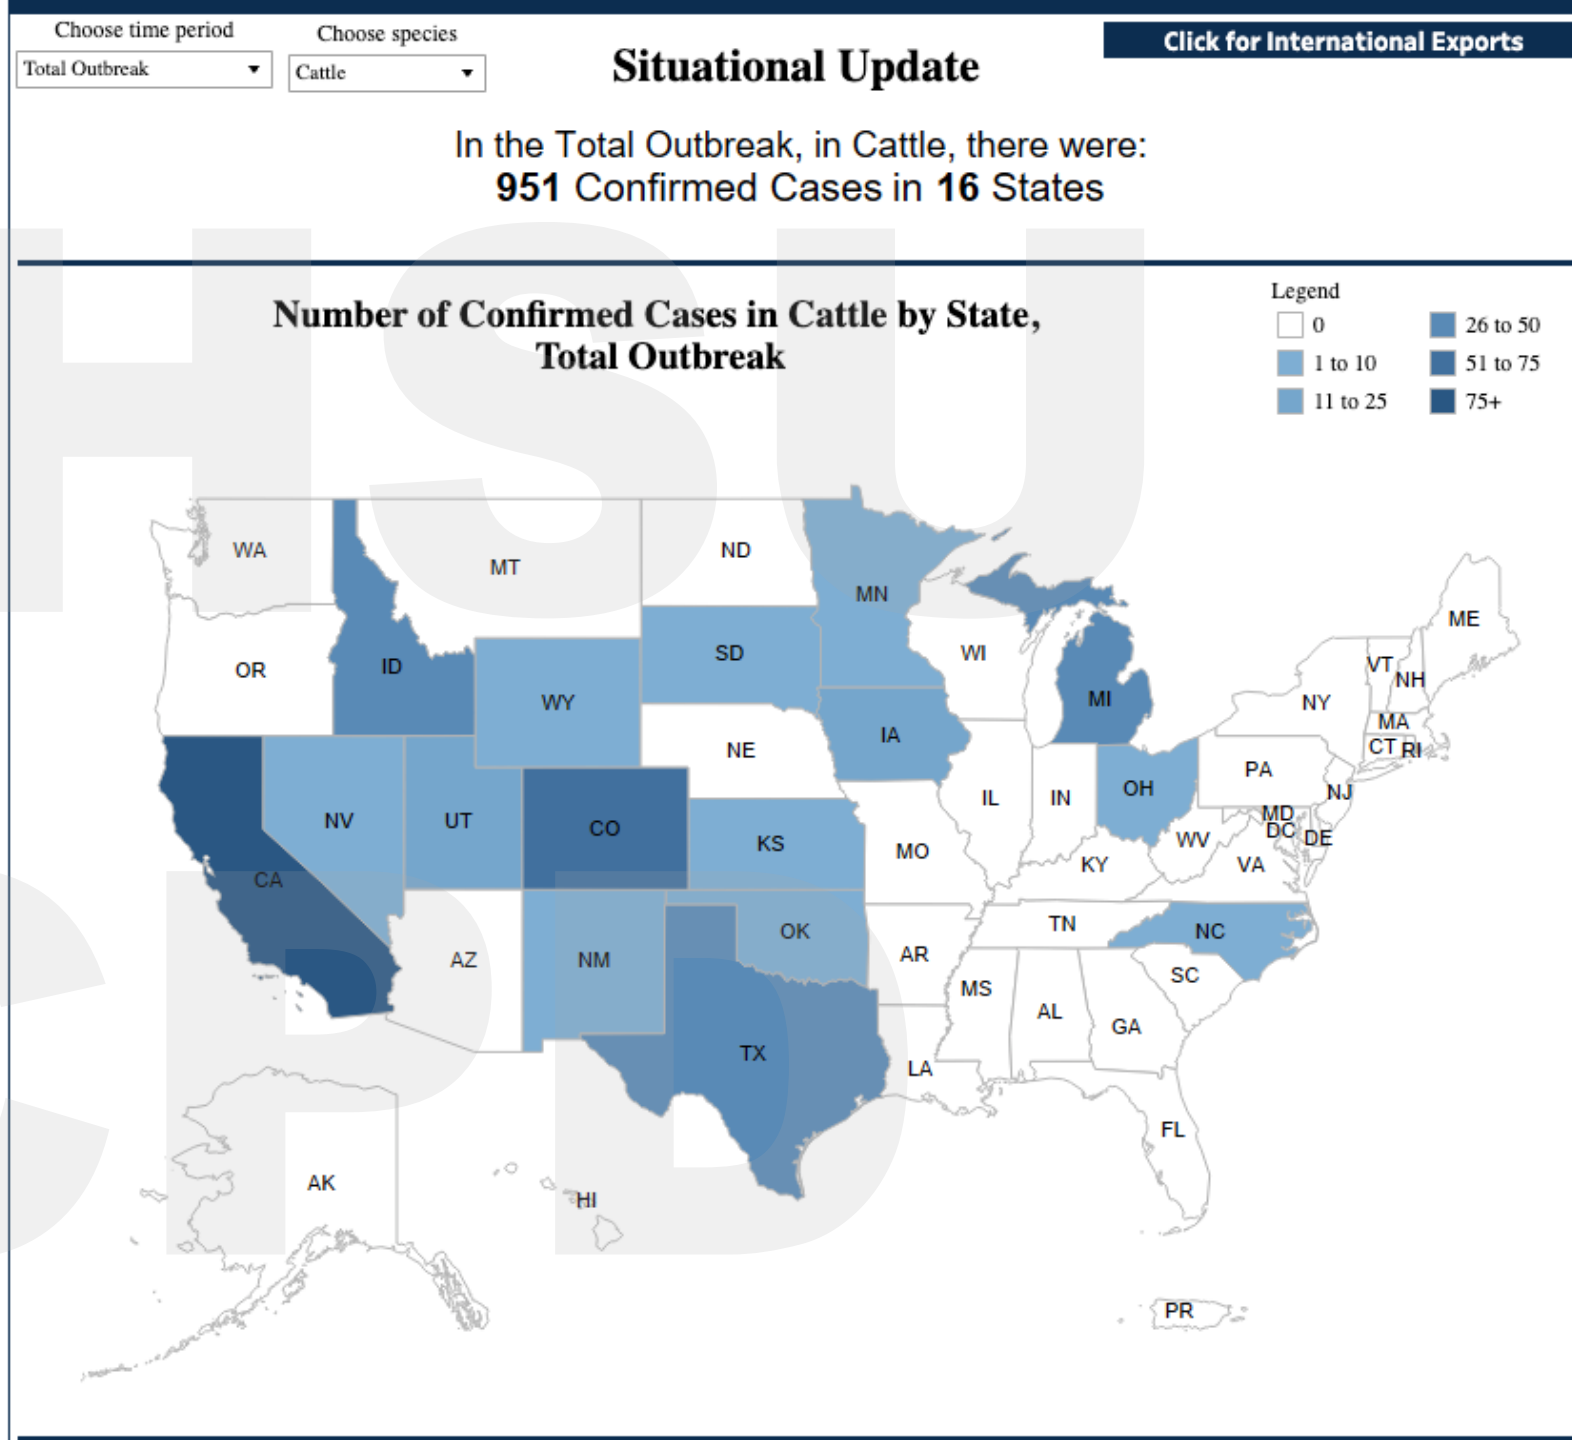 Choose time period
Choose species
Click for International Exports
Total Outbreak
Cattle
Situational Update
In the Total Outbreak, in Cattle, there were:
951 Confirmed Cases in 16 States
Number of Confirmed Cases in Cattle by State,
Total Outbreak
Legend
0
26 to 50
1 to 10
51 to 75
11 to 25
75+
WA
MT
ND
MN
ME
OR
ID
SD
WI
VT
NH
WY
MI
NY
MA
IA
NE
CT
RI
PA
NV
UT
CO
KS
IL
IN
OH
NJ
MD
DC
DE
WV
MO
KY
VA
CA
AZ
NM
OK
AR
TN
NC
SC
MS
AL
GA
TX
LA
FL
AK
HI
PR
HSU
CPD